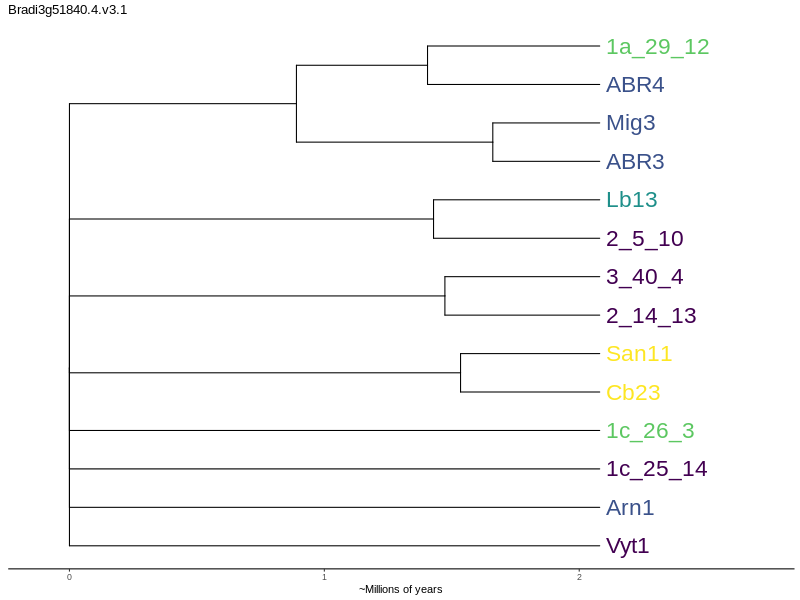 Bradi3g51840.4.v3.1
1a_29_12
ABR4
Mig3
ABR3
Lb13
2_5_10
3_40_4
2_14_13
San11
Cb23
1c_26_3
1c_25_14
Arn1
Vyt1
0 1 2
~Millions of years